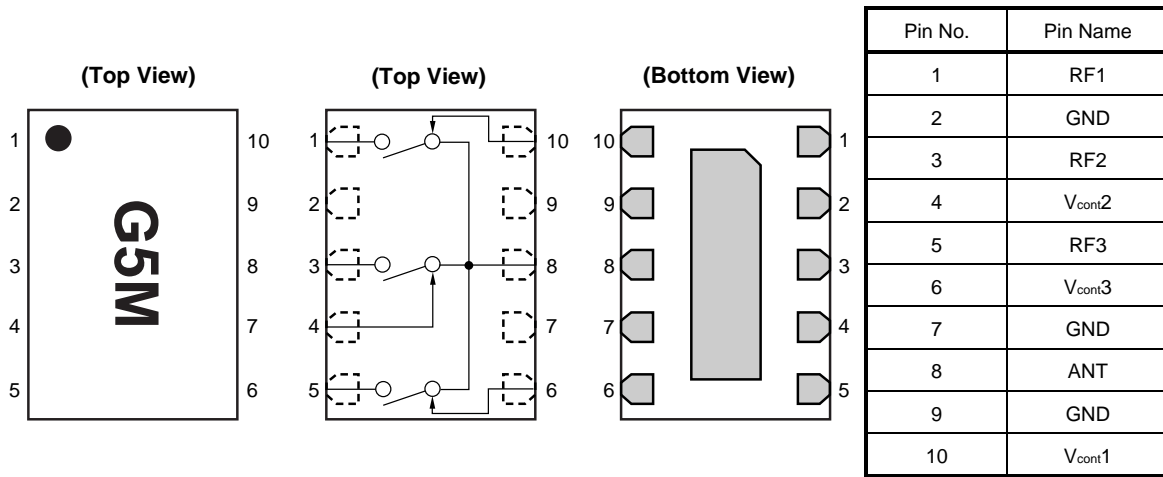 (Top View)
1 10
2 9
3 8
4 7
5 6
G5M
(Top View)
1 10
2 9
3 8
4 7
5 6
(Bottom View)
10 1
9 2
8 3
7 4
6 5
Pin No. Pin Name
1 RF1
2 GND
3 RF2
4 Vcont2
5 RF3
6 Vcont3
7 GND
8 ANT
9 GND
10 Vcont1